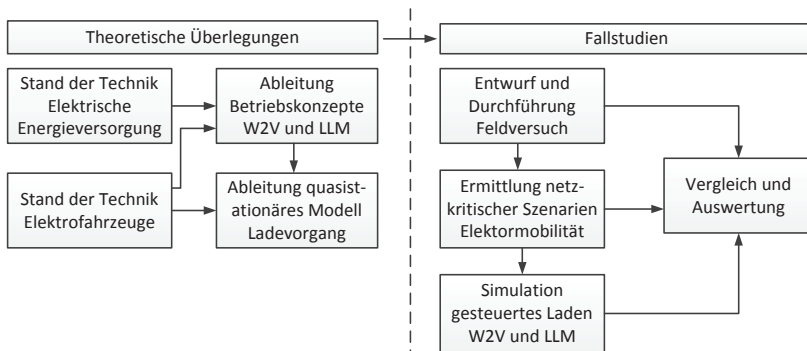 Theoretische Überlegungen
Stand der Technik
Elektrische
Energieversorgung
Ableitung
Betriebskonzepte
W2V und LLM
Stand der Technik
Elektrofahrzeuge
Ableitung quasist-
ationäres Modell
Ladevorgang
Fallstudien
Entwurf und
Durchführung
Feldversuch
Ermittlung netz-
kritischer Szenarien
Elektormobilität
Vergleich und
Auswertung
Simulation
gesteuertes Laden
W2V und LLM